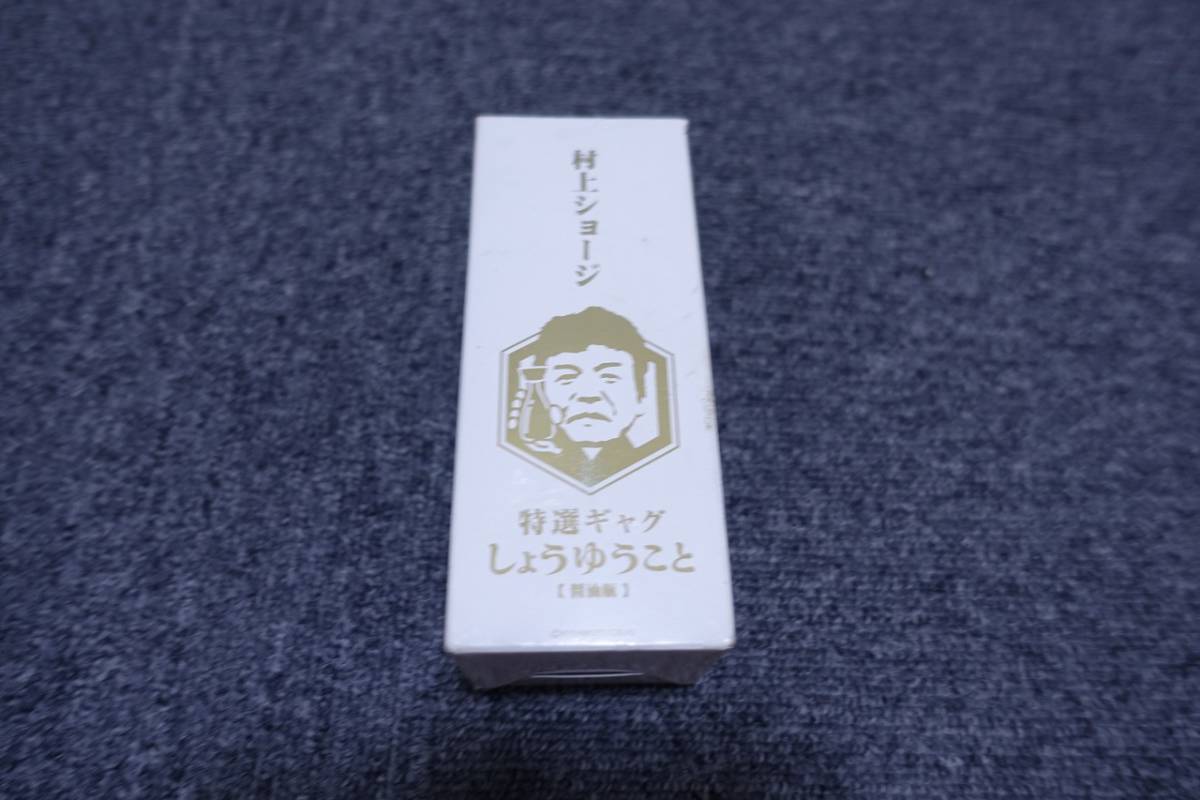 村上ショージ
特選ギャグ
しょうゆうこと
【醤油瓶】